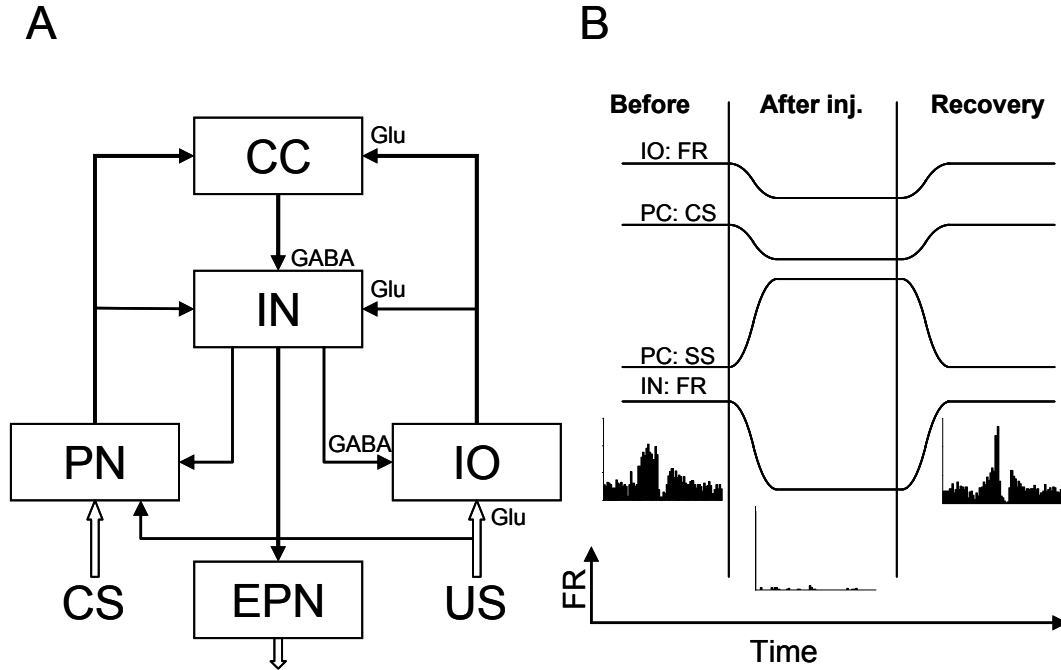 A
CC
Glu
GABA
IN
Glu
PN
GABA
IO
Glu
CS
EPN
US
B
Before
After inj.
Recovery
IO: FR
PC: CS
PC: SS
IN: FR
FR
Time